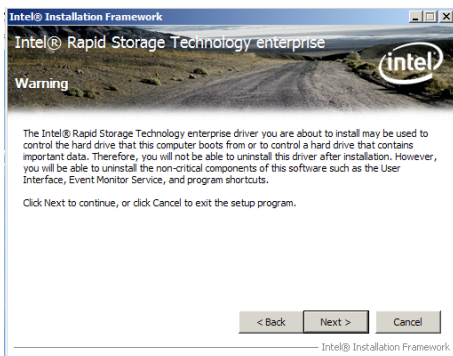 Intel® Installation Framework
Intel® Rapid Storage Technology enterprise
(intel)
Warning
The Intel® Rapid Storage Technology enterprise driver you are about to install may be used to
control the hard drive that this computer boots from or to control a hard drive that contains
important data. Therefore, you will not be able to uninstall this driver after installation. However,
you will be able to uninstall the non-critical components of this software such as the User
Interface, Event Monitor Service, and program shortcuts.
Click Next to continue, or click Cancel to exit the setup program.
< Back Next > Cancel
Intel® Installation Framework